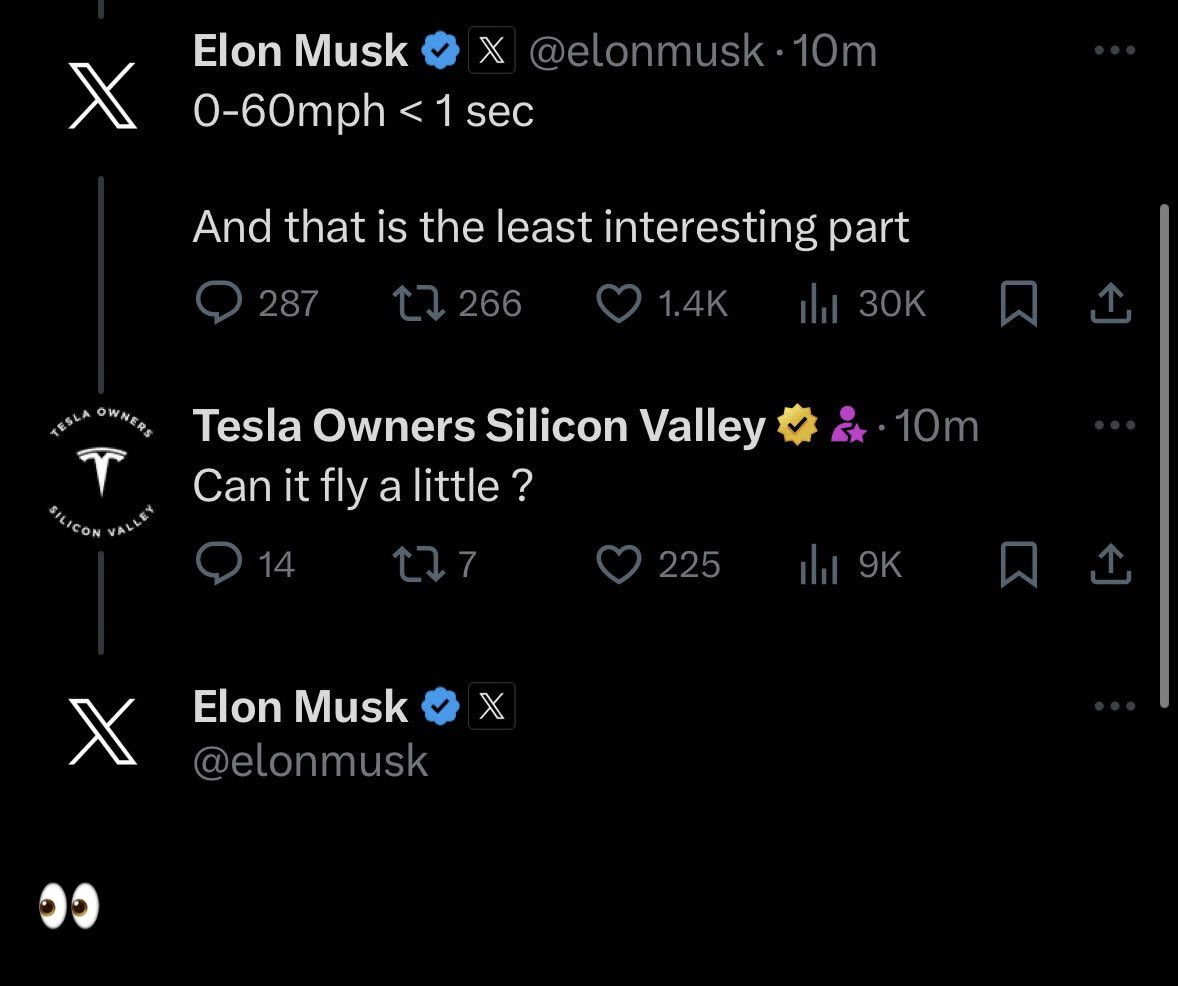 Elon Musk @elonmusk · 10m
0-60mph < 1 sec
And that is the least interesting part
287 266 1.4K 30K
TESLA OWNERS
SILICON VALLEY
Tesla Owners Silicon Valley · 10m
Can it fly a little ?
14 7 225 9K
Elon Musk
@elonmusk
👀